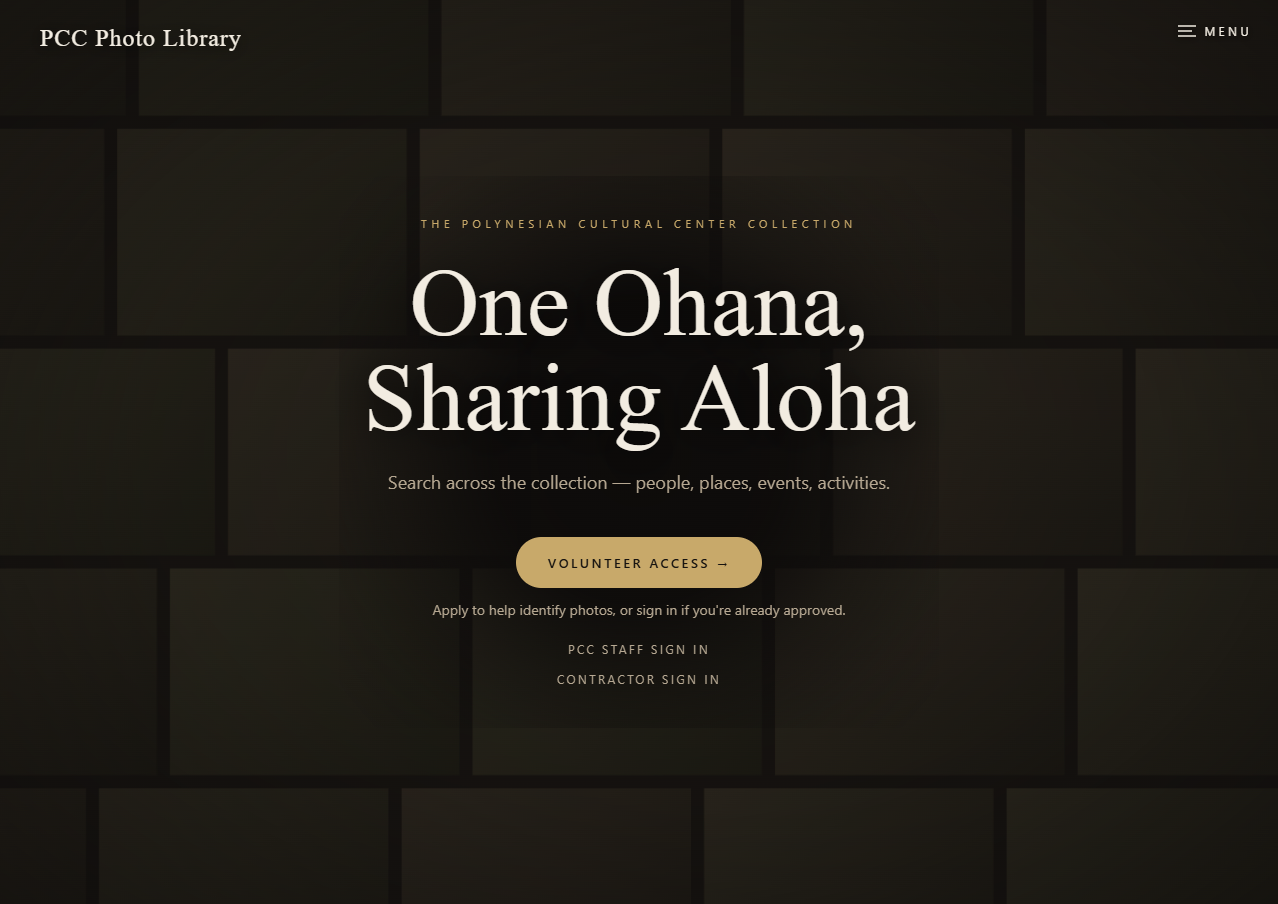 PCC Photo Library
MENU
THE POLYNESIAN CULTURAL CENTER COLLECTION
One Ohana,
Sharing Aloha
Search across the collection — people, places, events, activities.
VOLUNTEER ACCESS →
Apply to help identify photos, or sign in if you're already approved.
PCC STAFF SIGN IN
CONTRACTOR SIGN IN